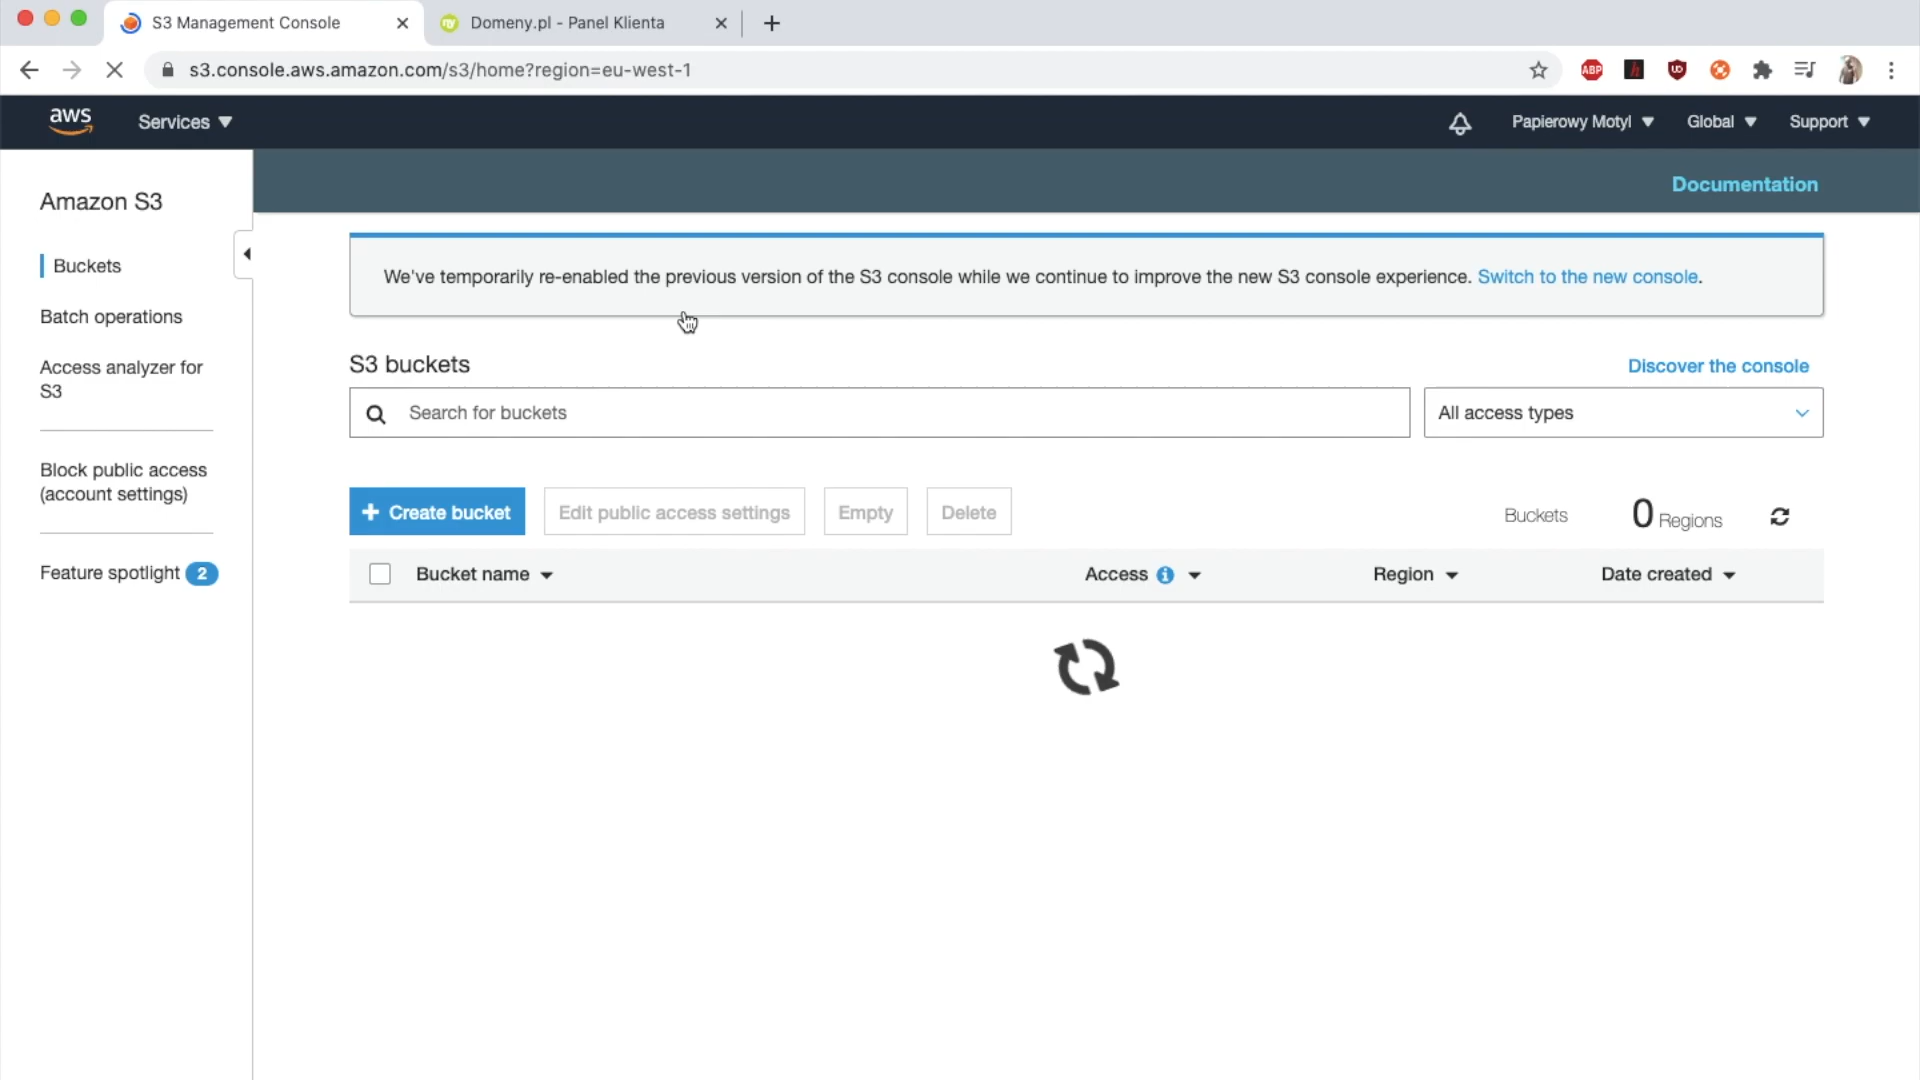 S3 Management Console
Domeny.pl - Panel Klienta
s3.console.aws.amazon.com/s3/home?region=eu-west-1
ABP
aws
Services
Papierowy Motyl
Global
Support
Documentation
Amazon S3
Buckets
Batch operations
Access analyzer for
S3
Block public access
(account settings)
Feature spotlight 2
We've temporarily re-enabled the previous version of the S3 console while we continue to improve the new S3 console experience. Switch to the new console.
S3 buckets
Discover the console
Search for buckets
All access types
+ Create bucket
Edit public access settings
Empty
Delete
Buckets
0 Regions
Bucket name
Access
Region
Date created